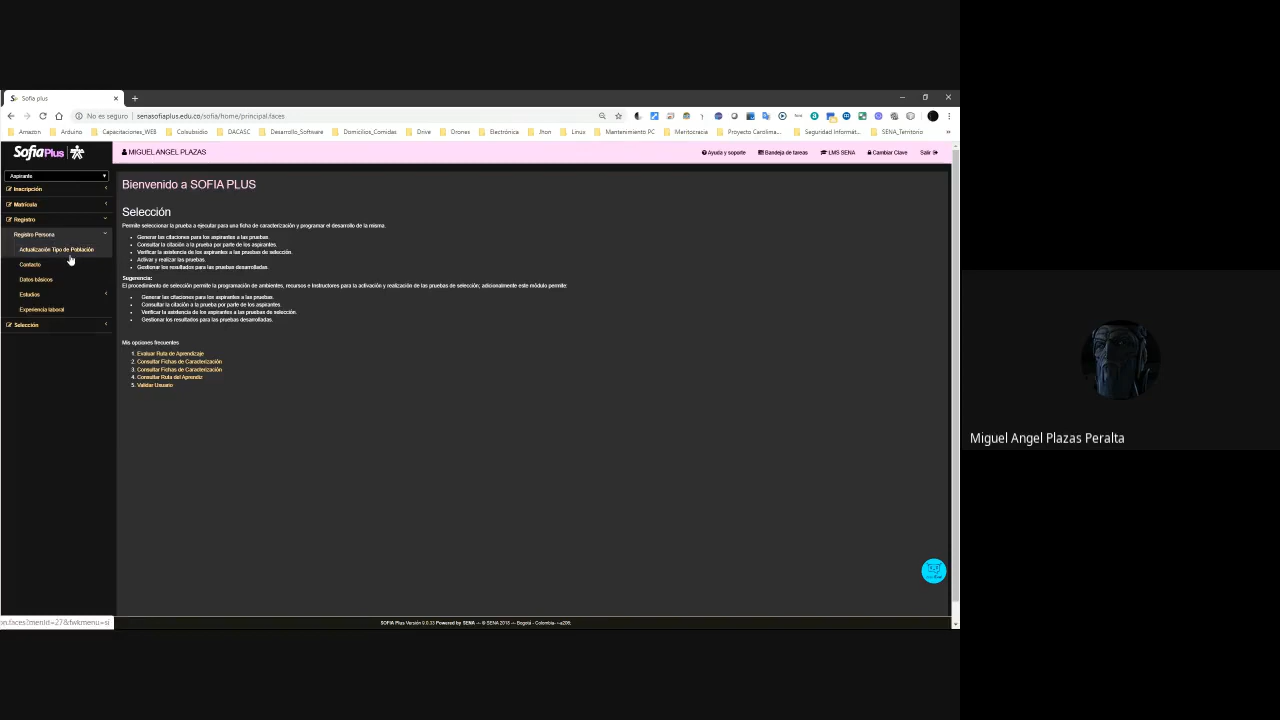 Sofia plus
No es seguro | senasofiaplus.edu.co/sofia/home/principal.faces
Amazon Arduino Capacitaciones_WEB Colsubsidio DACASC Desarrollo_Software Domicilios_Comidas Drive Drones Electrónica Jhon Linux Mantenimiento PC Meritocracia Proyecto Carolima... Seguridad Informát... SENA_Territorio »
SofiaPlus
MIGUEL ANGEL PLAZAS
Ayuda y soporte Bandeja de tareas LMS SENA Cambiar Clave Salir
Aspirante
Inscripción
Matrícula
Registro
Registro Persona
Actualización Tipo de Población
Contacto
Datos básicos
Estudios
Experiencia laboral
Selección
Bienvenido a SOFIA PLUS
Selección
Permite seleccionar la prueba a ejecutar para una ficha de caracterización y programar el desarrollo de la misma.
Generar las citaciones para los aspirantes a las pruebas.
Consultar la citación a la prueba por parte de los aspirantes.
Verificar la asistencia de los aspirantes a las pruebas de selección.
Activar y realizar las pruebas.
Gestionar los resultados para las pruebas desarrolladas.
Sugerencia:
El procedimiento de selección permite la programación de ambientes, recursos e instructores para la activación y realización de las pruebas de selección; adicionalmente este módulo permite:
Generar las citaciones para los aspirantes a las pruebas.
Consultar la citación a la prueba por parte de los aspirantes.
Verificar la asistencia de los aspirantes a las pruebas de selección.
Gestionar los resultados para las pruebas desarrolladas.
Mis opciones frecuentes
1. Evaluar Ruta de Aprendizaje
2. Consultar Fichas de Caracterización
3. Consultar Fichas de Caracterización
4. Consultar Ruta del Aprendiz
5. Validar Usuario
on.faces?menId=27&fwkmenu=si
SOFIA Plus Versión 9.0.33 Powered by SENA -.- © SENA 2018 -.- Bogotá - Colombia-
Miguel Angel Plazas Peralta